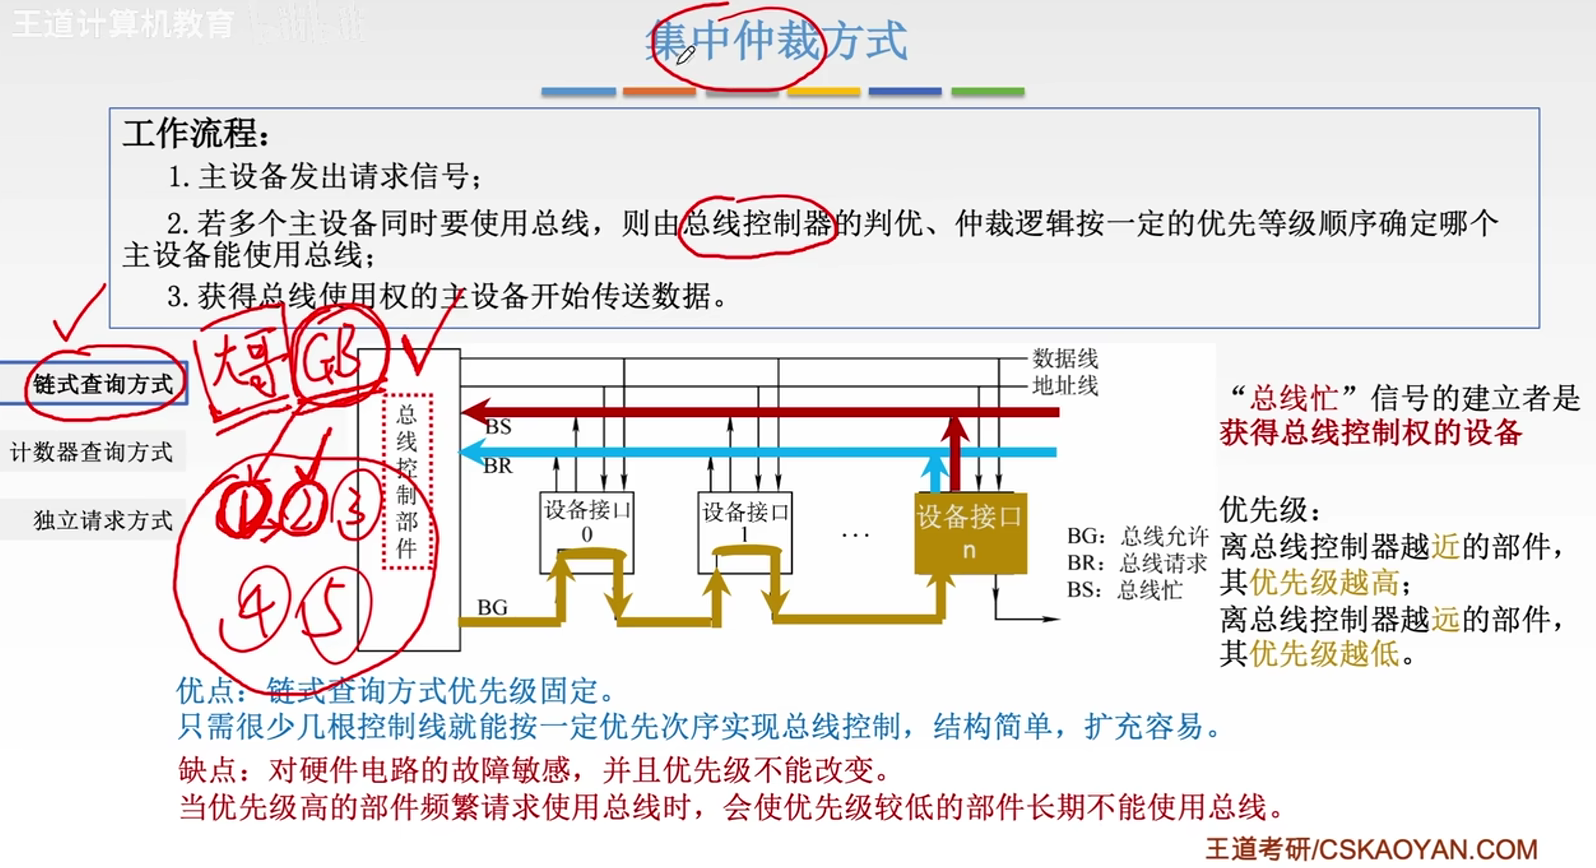 王道计算机教育
集中仲裁方式
工作流程：
1.主设备发出请求信号；
2.若多个主设备同时要使用总线，则由总线控制器的判优、仲裁逻辑按一定的优先等级顺序确定哪个
主设备能使用总线；
3.获得总线使用权的主设备开始传送数据。
链式查询方式
计数器查询方式
独立请求方式
大哥
GB
①②③
④⑤
总线控制部件
数据线
地址线
BS
BR
设备接口
0
设备接口
1
···
设备接口
n
BG
BG：总线允许
BR：总线请求
BS：总线忙
“总线忙”信号的建立者是
获得总线控制权的设备
优先级：
离总线控制器越近的部件，
其优先级越高；
离总线控制器越远的部件，
其优先级越低。
优点：链式查询方式优先级固定。
只需很少几根控制线就能按一定优先次序实现总线控制，结构简单，扩充容易。
缺点：对硬件电路的故障敏感，并且优先级不能改变。
当优先级高的部件频繁请求使用总线时，会使优先级较低的部件长期不能使用总线。
王道考研/CSKAOYAN.COM